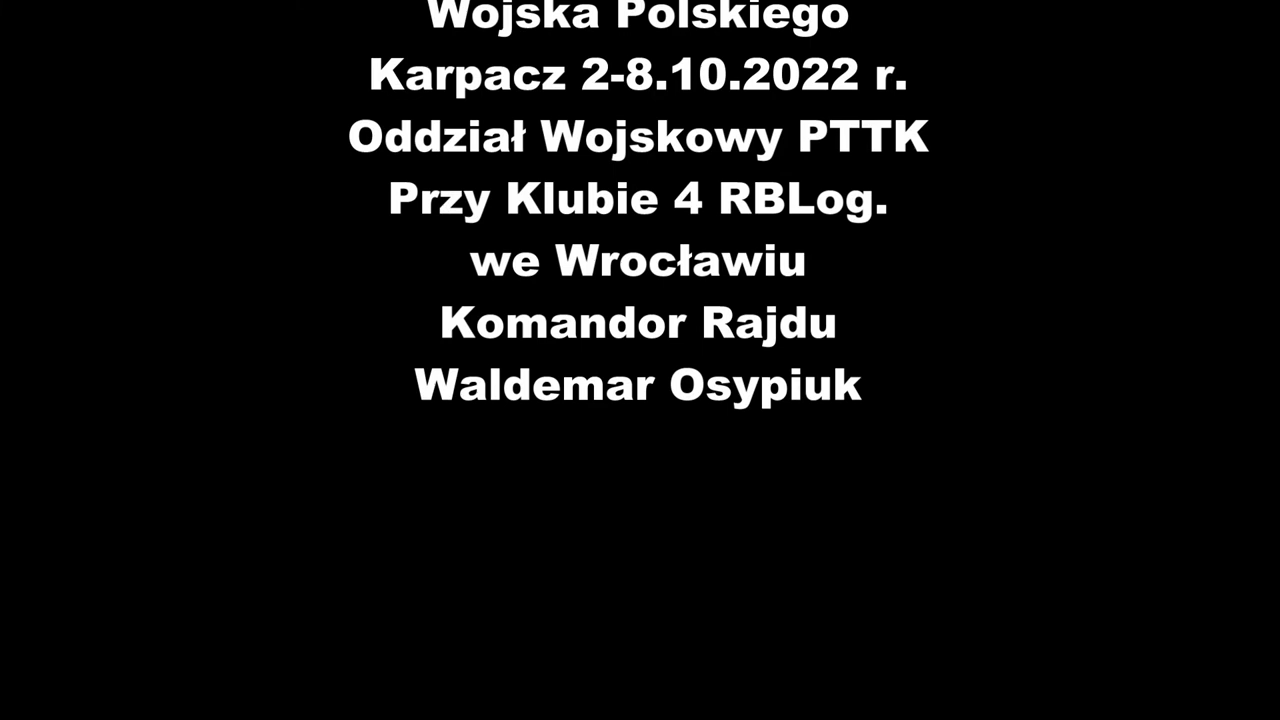 Wojska Polskiego
Karpacz 2-8.10.2022 r.
Oddział Wojskowy PTTK
Przy Klubie 4 RBLog.
we Wrocławiu
Komandor Rajdu
Waldemar Osypiuk